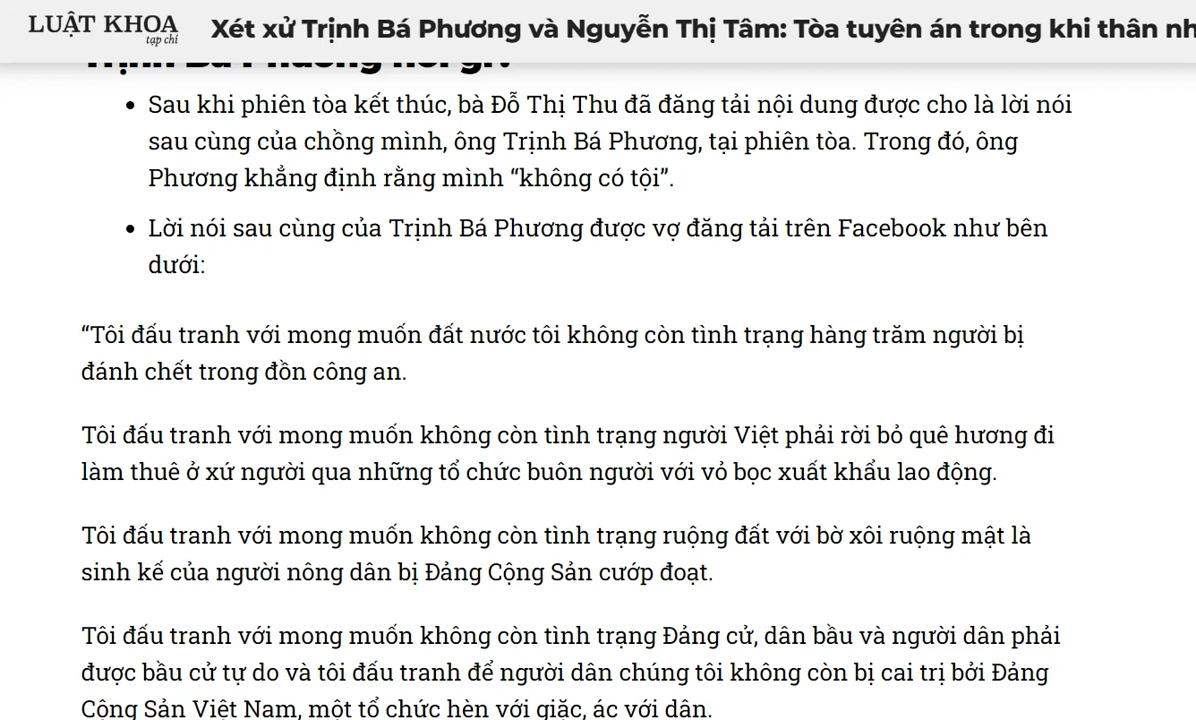 LUẬT KHOA
tạp chí
Xét xử Trịnh Bá Phương và Nguyễn Thị Tâm: Tòa tuyên án trong khi thân nh
Trịnh Bá Phương nói gì?
Sau khi phiên tòa kết thúc, bà Đỗ Thị Thu đã đăng tải nội dung được cho là lời nói
sau cùng của chồng mình, ông Trịnh Bá Phương, tại phiên tòa. Trong đó, ông
Phương khẳng định rằng mình “không có tội”.
Lời nói sau cùng của Trịnh Bá Phương được vợ đăng tải trên Facebook như bên
dưới:
“Tôi đấu tranh với mong muốn đất nước tôi không còn tình trạng hàng trăm người bị
đánh chết trong đồn công an.
Tôi đấu tranh với mong muốn không còn tình trạng người Việt phải rời bỏ quê hương đi
làm thuê ở xứ người qua những tổ chức buôn người với vỏ bọc xuất khẩu lao động.
Tôi đấu tranh với mong muốn không còn tình trạng ruộng đất với bờ xôi ruộng mật là
sinh kế của người nông dân bị Đảng Cộng Sản cướp đoạt.
Tôi đấu tranh với mong muốn không còn tình trạng Đảng cử, dân bầu và người dân phải
được bầu cử tự do và tôi đấu tranh để người dân chúng tôi không còn bị cai trị bởi Đảng
Cộng Sản Việt Nam, một tổ chức hèn với giặc, ác với dân.